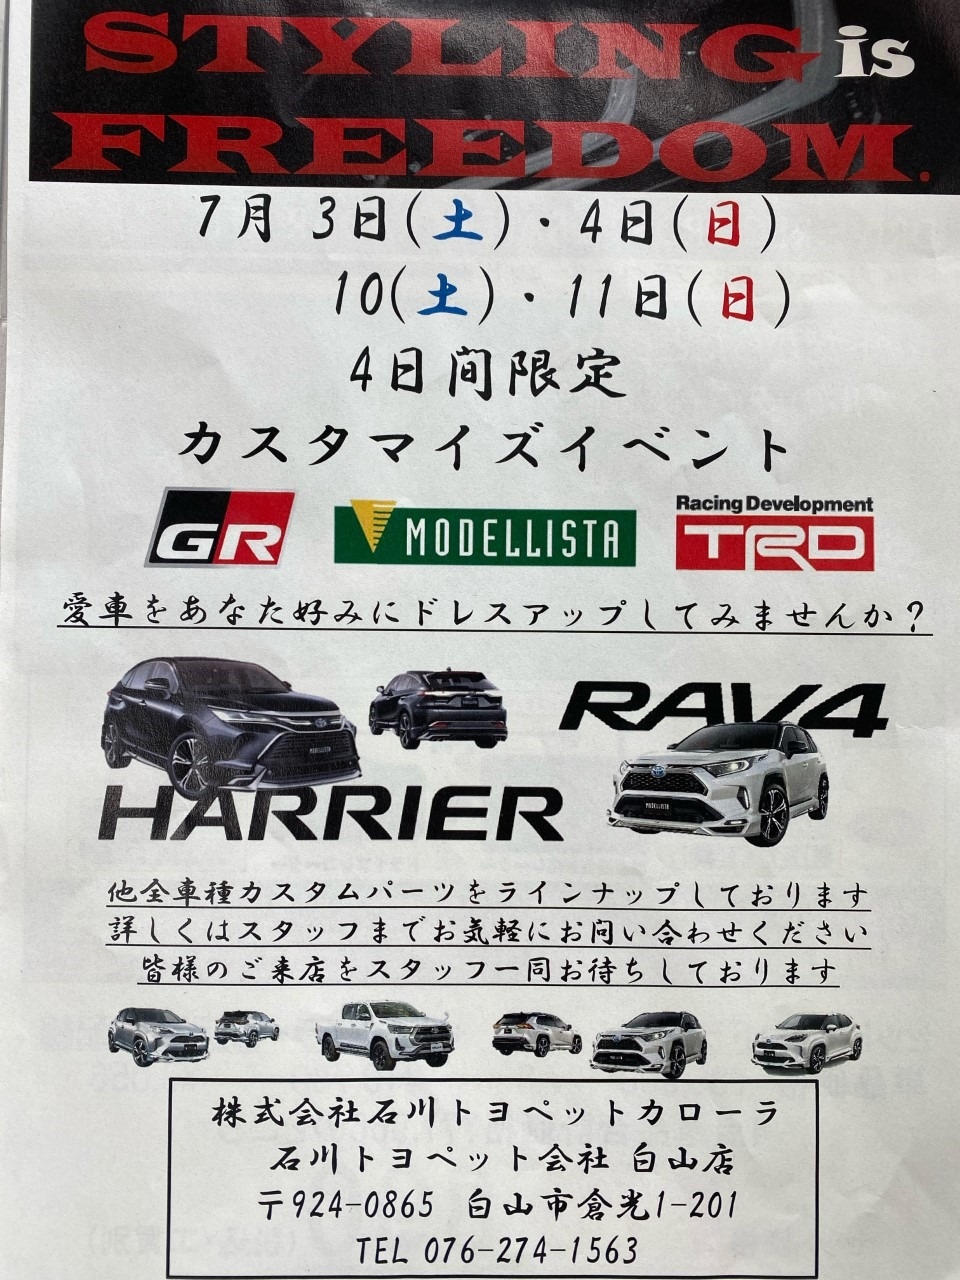 STYLING is
FREEDOM.
7月 3日(土)・4日(日)
10(土)・11日(日)
4日間限定
カスタマイズイベント
GR
MODELLISTA
Racing Development
TRD
愛車をあなた好みにドレスアップしてみませんか？
RAV4
HARRIER
MODELLISTA
MODELLISTA
他全車種カスタムパーツをラインナップしております
詳しくはスタッフまでお気軽にお問い合わせください
皆様のご来店をスタッフ一同お待ちしております
株式会社石川トヨペットカローラ
石川トヨペット会社 白山店
〒924-0865 白山市倉光1-201
TEL 076-274-1563